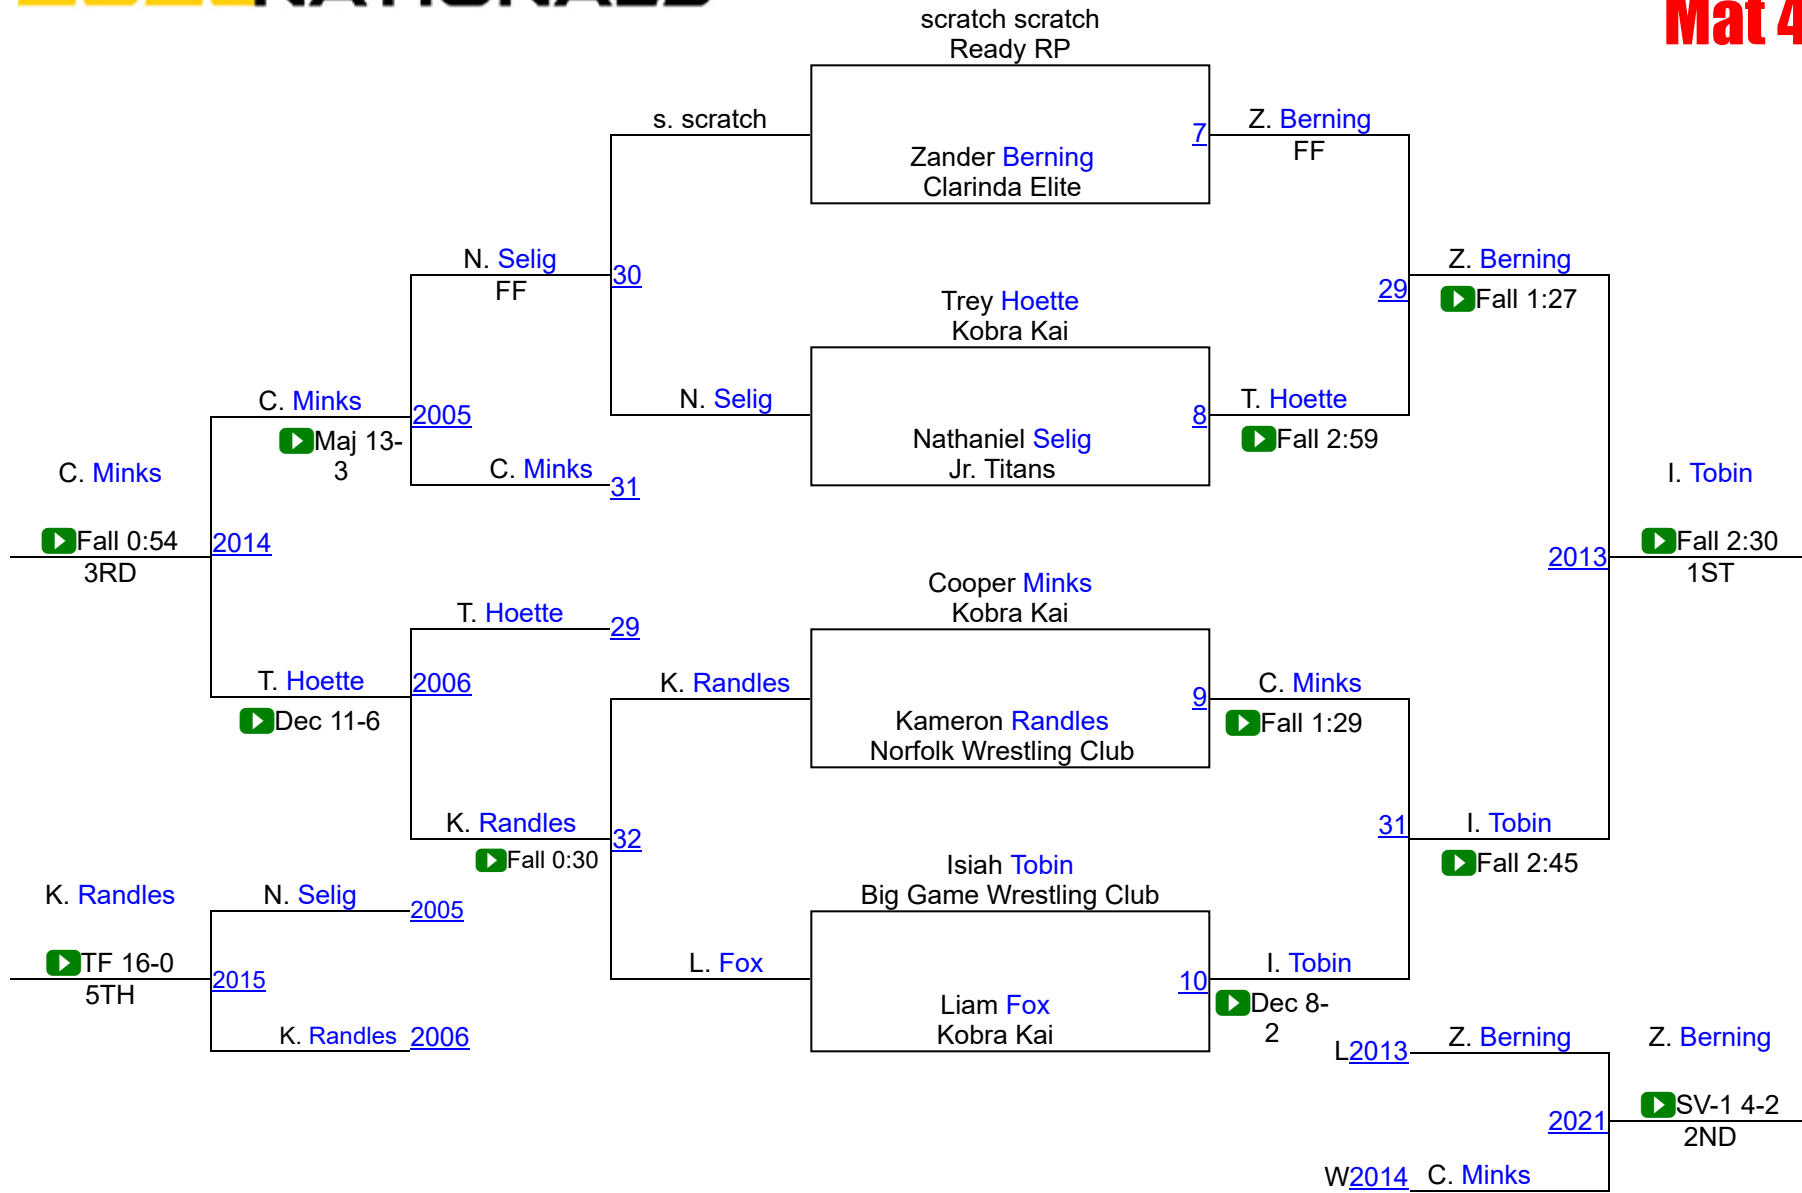 NATIONALS
Mat 4
scratch scratch
Ready RP
s. scratch
7
Z. Berning
FF
Zander Berning
Clarinda Elite
N. Selig
FF
30
Z. Berning
29
Fall 1:27
Trey Hoette
Kobra Kai
C. Minks
2005
Maj 13-
3
N. Selig
8
T. Hoette
Fall 2:59
Nathaniel Selig
Jr. Titans
C. Minks
31
C. Minks
Fall 0:54
3RD
2014
I. Tobin
2013
Fall 2:30
1ST
Cooper Minks
Kobra Kai
T. Hoette
29
T. Hoette
2006
Dec 11-6
K. Randles
9
C. Minks
Fall 1:29
Kameron Randles
Norfolk Wrestling Club
K. Randles
32
Fall 0:30
31
I. Tobin
Fall 2:45
Isiah Tobin
Big Game Wrestling Club
K. Randles
N. Selig
2005
TF 16-0
5TH
2015
L. Fox
10
I. Tobin
Dec 8-
2
Liam Fox
Kobra Kai
K. Randles
2006
L2013
Z. Berning
Z. Berning
2021
SV-1 4-2
2ND
W2014
C. Minks